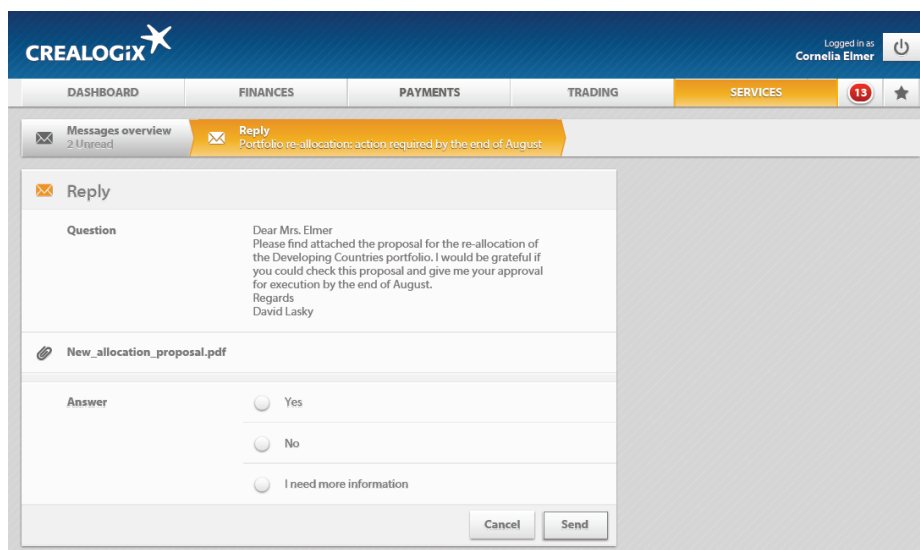 CREALOGiX
Logged in as
Cornelia Elmer
DASHBOARD
FINANCES
PAYMENTS
TRADING
SERVICES
13
Messages overview
2 Unread
Reply
Portfolio re-allocation: action required by the end of August
Reply
Question
Dear Mrs. Elmer
Please find attached the proposal for the re-allocation of
the Developing Countries portfolio. I would be grateful if
you could check this proposal and give me your approval
for execution by the end of August.
Regards
David Lasky
New_allocation_proposal.pdf
Answer
Yes
No
I need more information
Cancel
Send